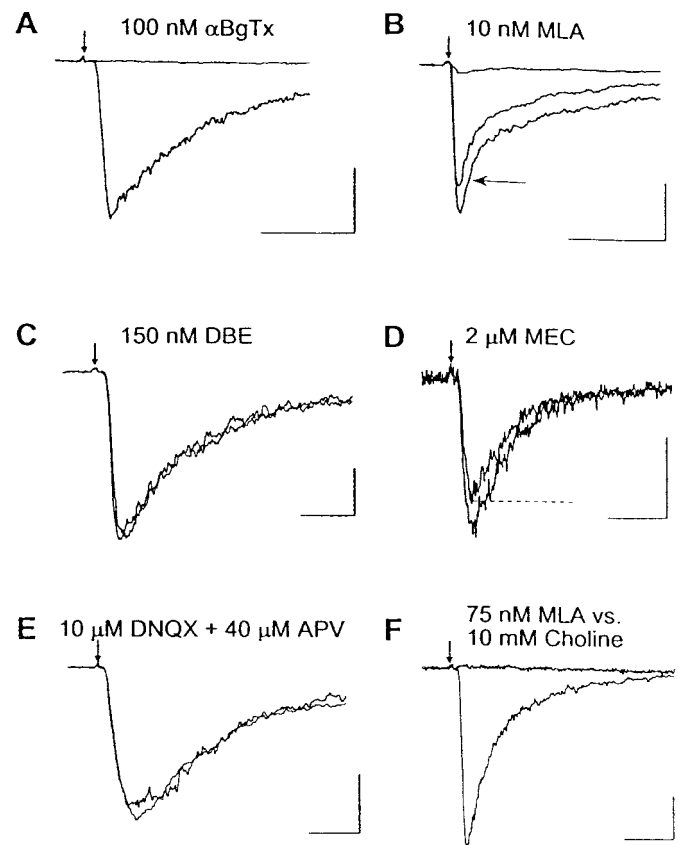 A
100 nM αBgTx
B
10 nM MLA
C
150 nM DBE
D
2 μM MEC
E
10 μM DNQX + 40 μM APV
F
75 nM MLA vs.
10 mM Choline